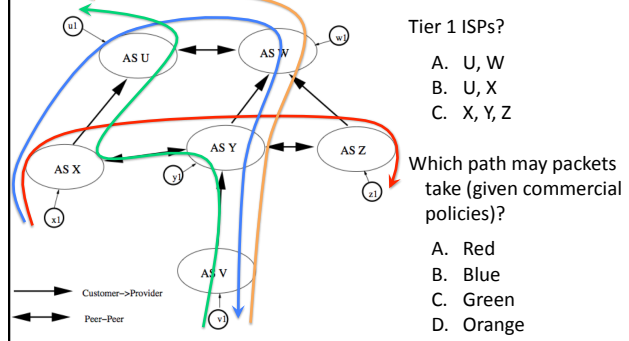 u1
AS U
AS W
w1
AS X
AS Y
AS Z
y1
x1
z1
AS V
v1
Customer–>Provider
Peer–Peer
Tier 1 ISPs?
A. U, W
B. U, X
C. X, Y, Z
Which path may packets
take (given commercial
policies)?
A. Red
B. Blue
C. Green
D. Orange